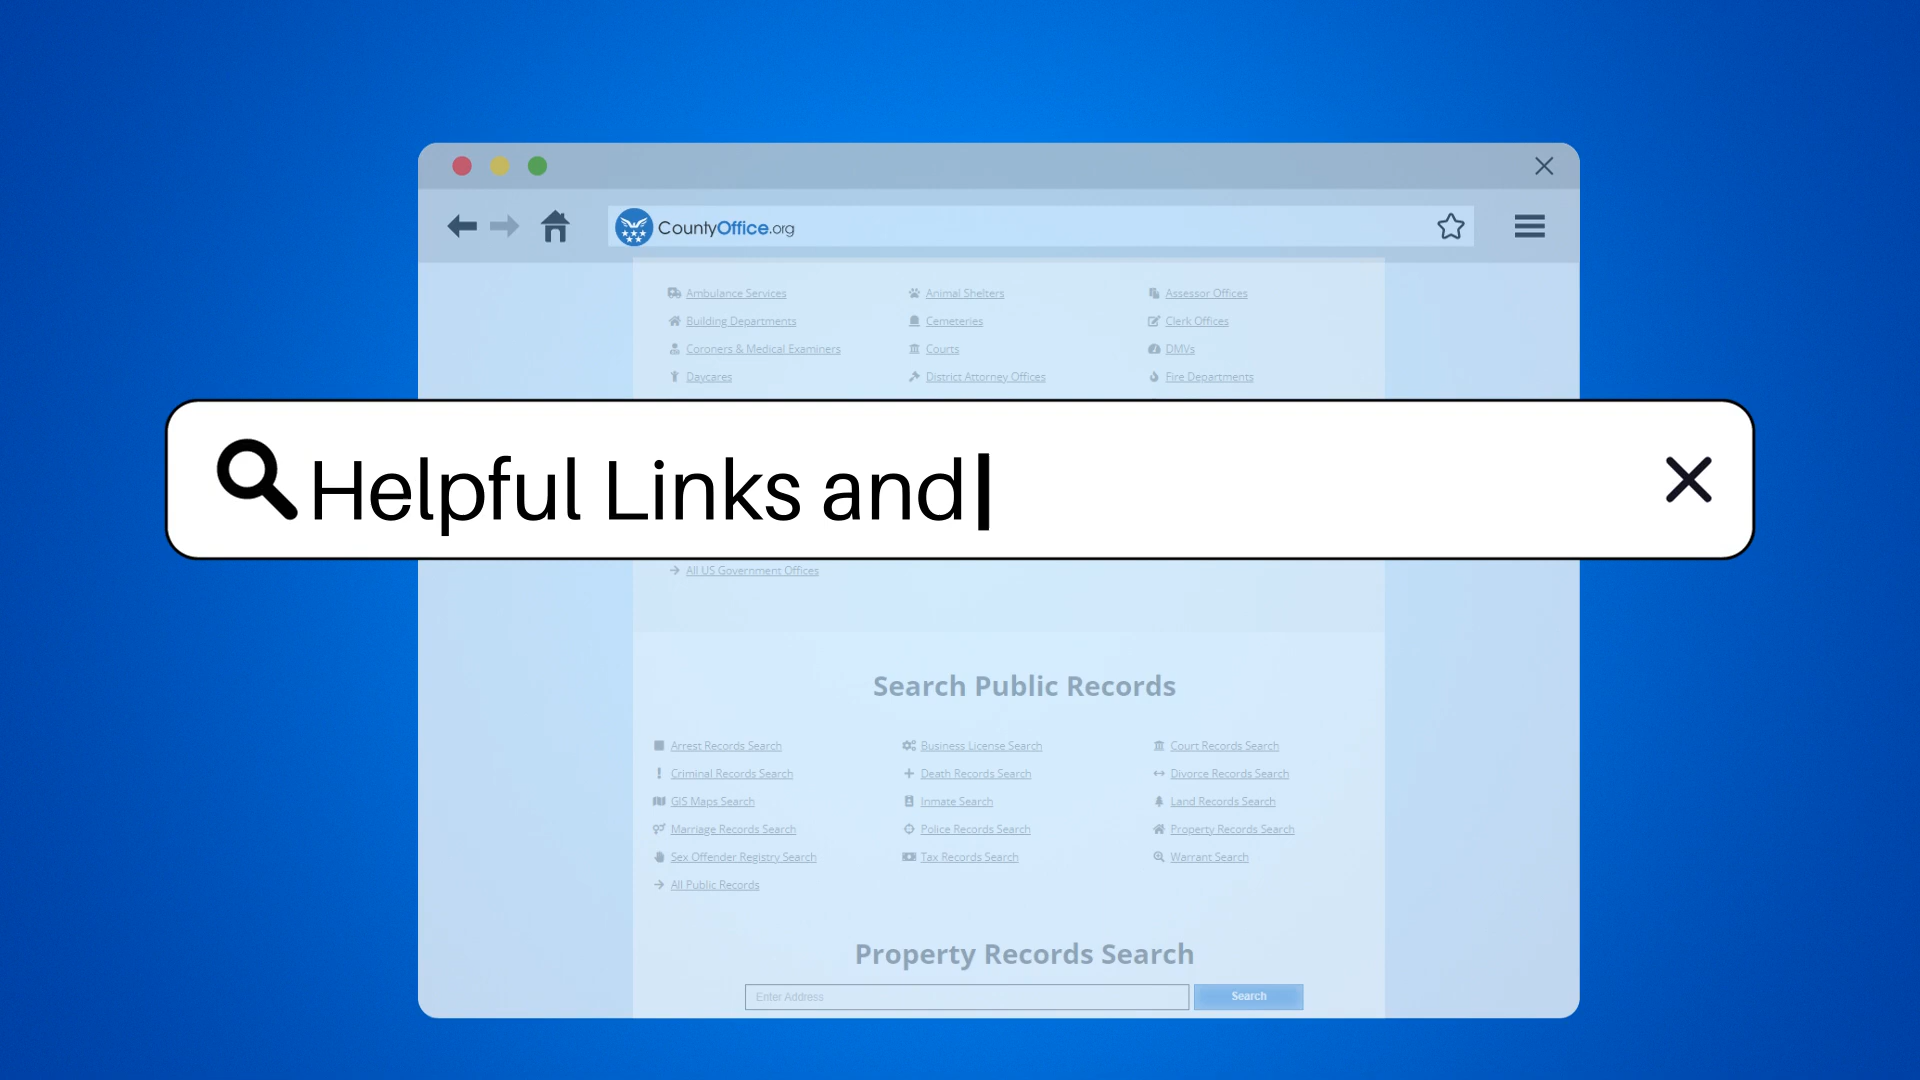 CountyOffice.org
Ambulance Services Animal Shelters Assessor Offices
Building Departments Cemeteries Clerk Offices
Coroners & Medical Examiners Courts DMVs
Daycares District Attorney Offices Fire Departments
Helpful Links and
All US Government Offices
Search Public Records
Arrest Records Search Business License Search Court Records Search
Criminal Records Search Death Records Search Divorce Records Search
GIS Maps Search Inmate Search Land Records Search
Marriage Records Search Police Records Search Property Records Search
Sex Offender Registry Search Tax Records Search Warrant Search
All Public Records
Property Records Search
Enter Address Search